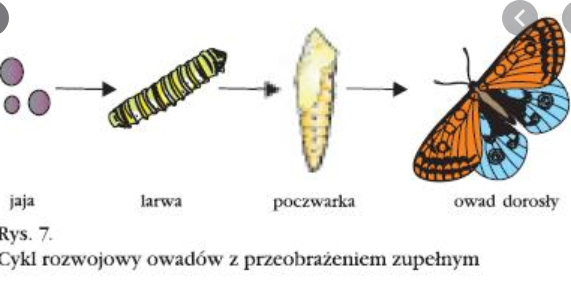 jaja larwa poczwarka owad dorosły
Rys. 7.
Cykl rozwojowy owadów z przeobrażeniem zupełnym